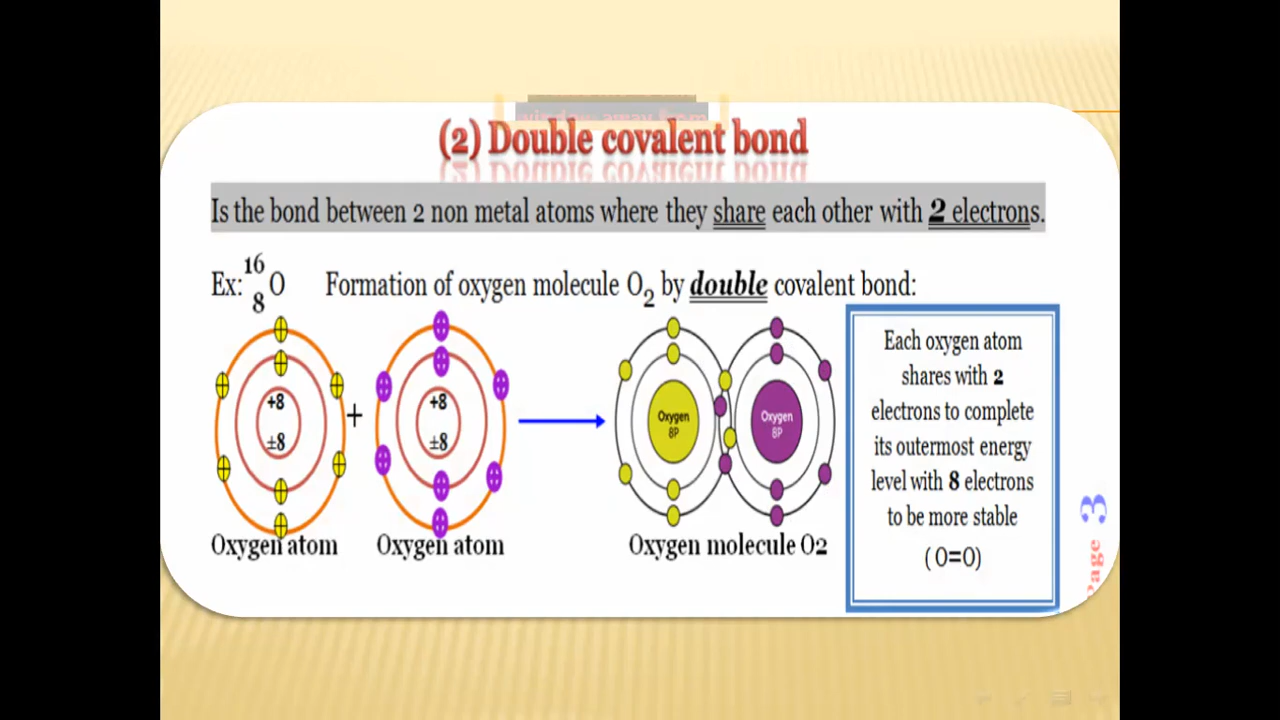 (2) Double covalent bond
Is the bond between 2 non metal atoms where they share each other with 2 electrons.
Ex: 16 8 O Formation of oxygen molecule O2 by double covalent bond:
+8 ±8
+
+8 ±8
Oxygen 8P
Oxygen 8P
Oxygen atom
Oxygen atom
Oxygen molecule O2
Each oxygen atom
shares with 2
electrons to complete
its outermost energy
level with 8 electrons
to be more stable
( O=O)
Page 3